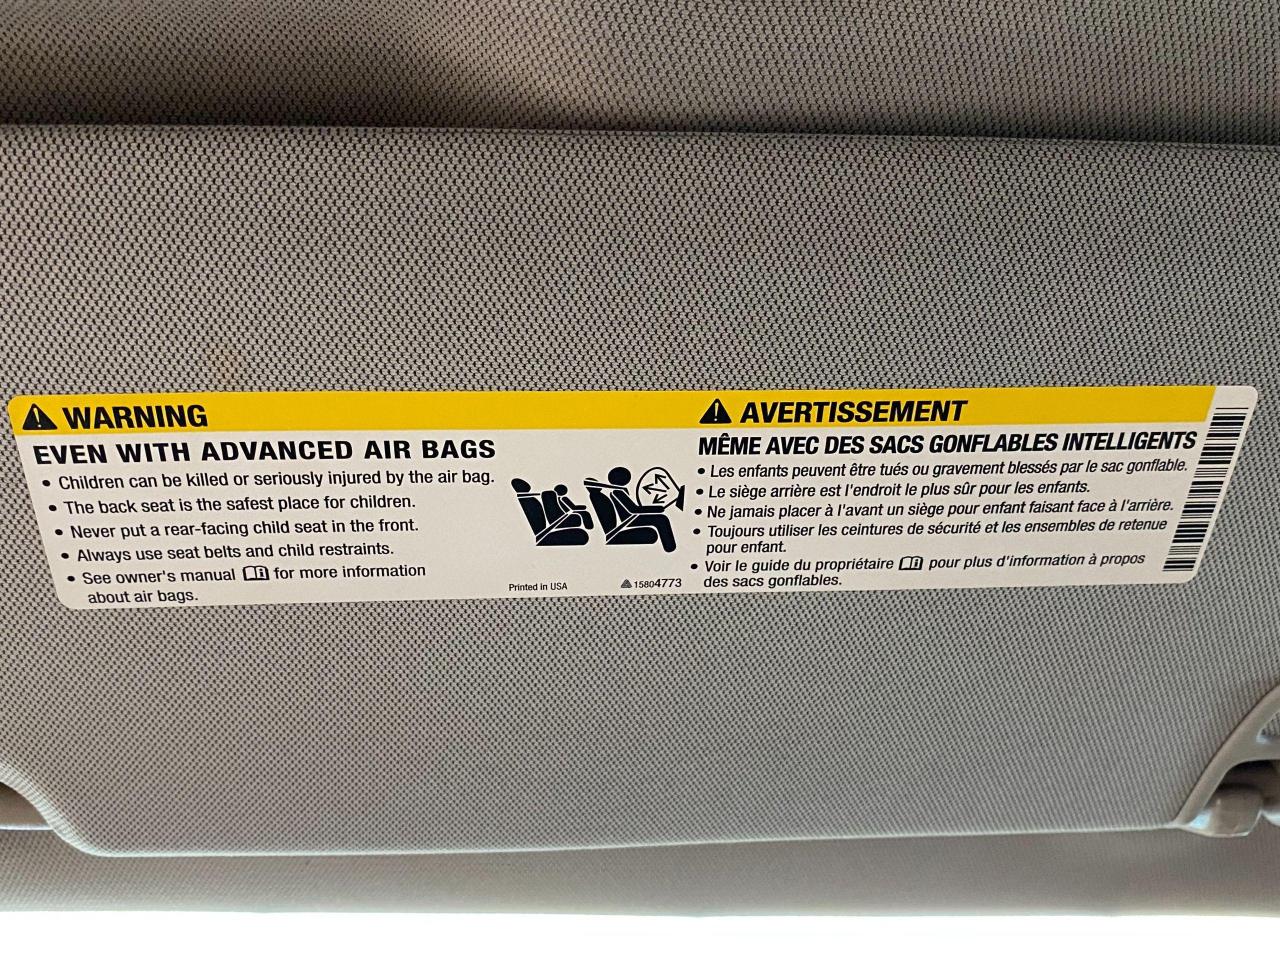 WARNING
EVEN WITH ADVANCED AIR BAGS
• Children can be killed or seriously injured by the air bag.
• The back seat is the safest place for children.
• Never put a rear-facing child seat in the front.
• Always use seat belts and child restraints.
• See owner's manual for more information
about air bags.
Printed in USA
15804773
AVERTISSEMENT
MÊME AVEC DES SACS GONFLABLES INTELLIGENTS
• Les enfants peuvent être tués ou gravement blessés par le sac gonflable.
• Le siège arrière est l'endroit le plus sûr pour les enfants.
• Ne jamais placer à l'avant un siège pour enfant faisant face à l'arrière.
• Toujours utiliser les ceintures de sécurité et les ensembles de retenue
pour enfant.
• Voir le guide du propriétaire pour plus d'information à propos
des sacs gonflables.